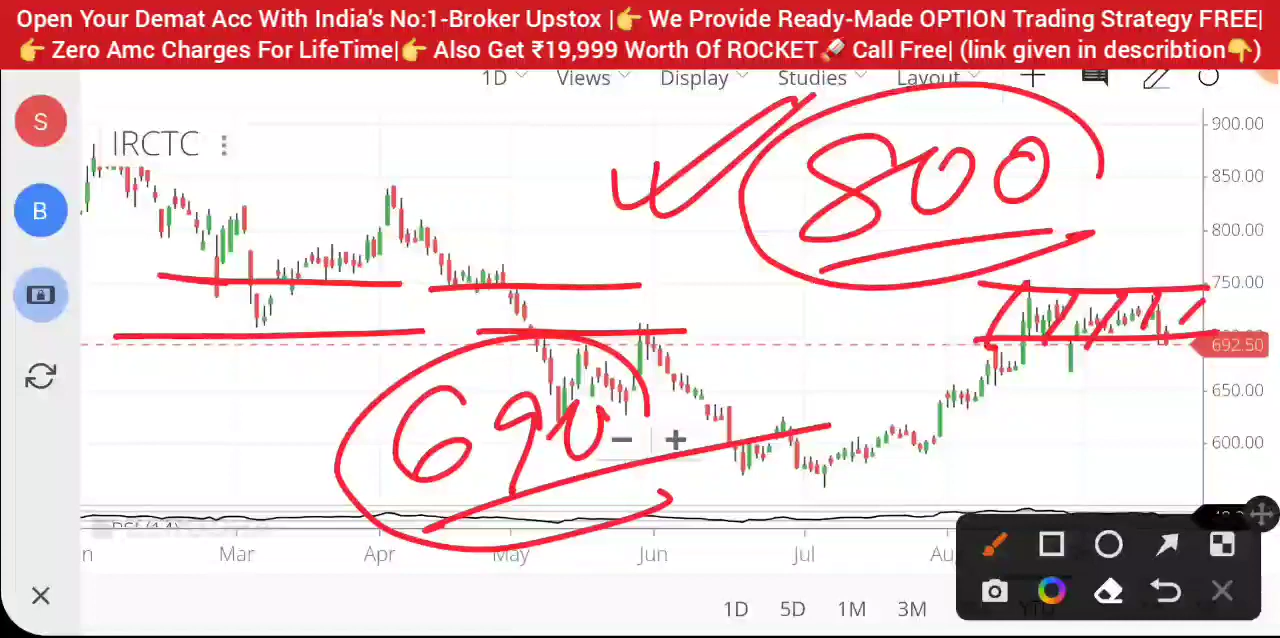 Open Your Demat Acc With India's No:1-Broker Upstox |👉 We Provide Ready-Made OPTION Trading Strategy FREE|
👉 Zero Amc Charges For LifeTime|👉 Also Get ₹19,999 Worth Of ROCKET🚀 Call Free| (link given in describtion👇)
1D Views Display Studies Layout
S
IRCTC
900.00
800
850.00
B
800.00
750.00
692.50
650.00
690
600.00
RSI (14)
Mar Apr May Jun Jul
1D 5D 1M 3M YTD